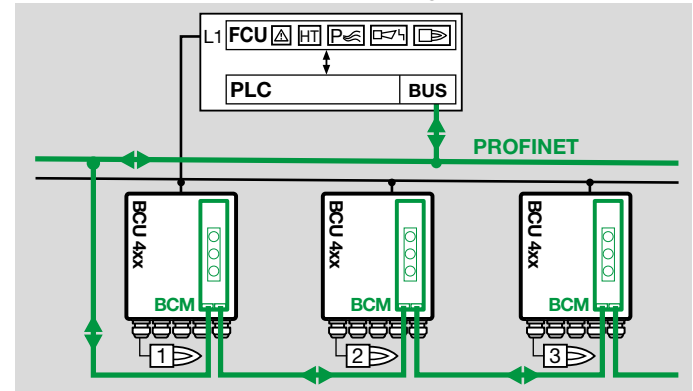 L1 FCU HT P
PLC BUS
PROFINET
BCU 4xx BCU 4xx BCU 4xx
BCM BCM BCM
1 2 3